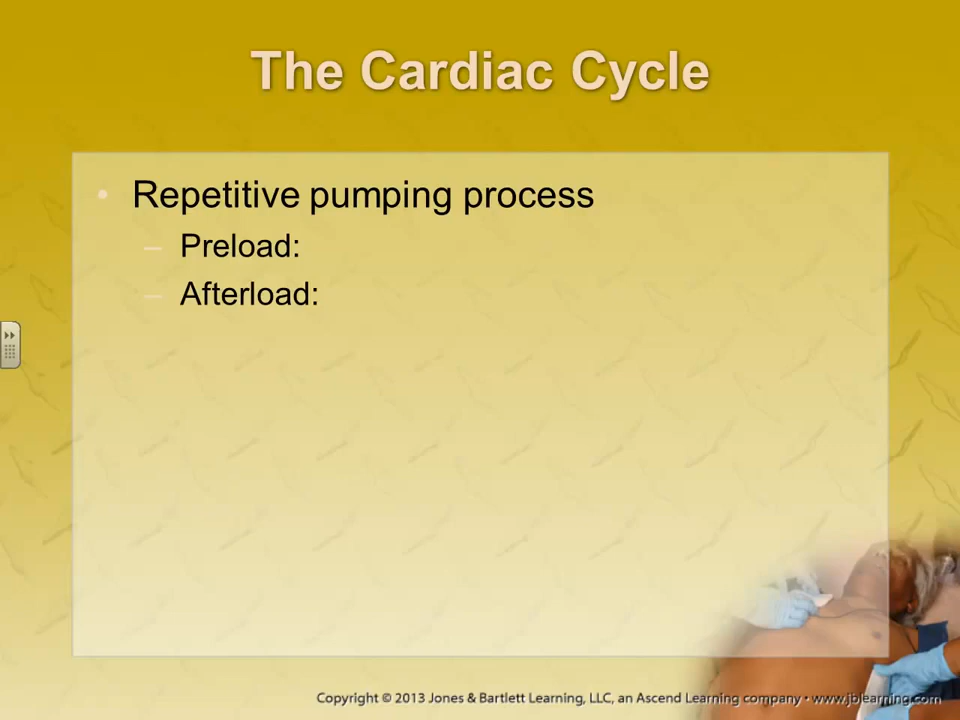 The Cardiac Cycle
• Repetitive pumping process
– Preload:
– Afterload:
Copyright © 2013 Jones & Bartlett Learning, LLC, an Ascend Learning company • www.jblearning.com